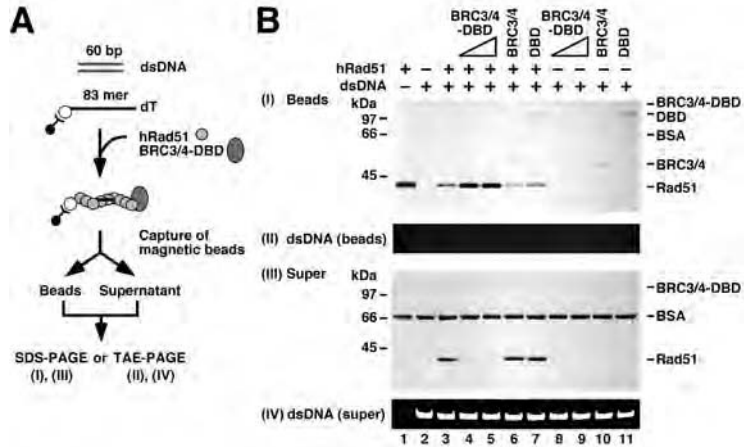 A
60 bp
dsDNA
83 mer
dT
hRad51
BRC3/4-DBD
Capture of
magnetic beads
Beads Supernatant
SDS-PAGE or TAE-PAGE
(I), (III) (II), (IV)
B
BRC3/4
-DBD
BRC3/4
DBD
BRC3/4
-DBD
BRC3/4
DBD
hRad51 + – + + + + + – – – –
dsDNA – + + + + + + + + + +
(I) Beads
kDa
97
66
45
BRC3/4-DBD
DBD
BSA
BRC3/4
Rad51
(II) dsDNA (beads)
(III) Super
kDa
97
66
45
BRC3/4-DBD
BSA
Rad51
(IV) dsDNA (super)
1 2 3 4 5 6 7 8 9 10 11